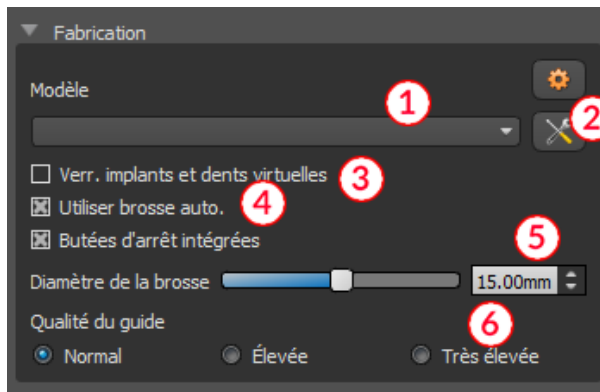 Fabrication
Modèle
1
2
Verr. implants et dents virtuelles 3
Utiliser brosse auto. 4
Butées d'arrêt intégrées
5
Diamètre de la brosse 15.00mm
Qualité du guide 6
Normal Élevée Très élevée